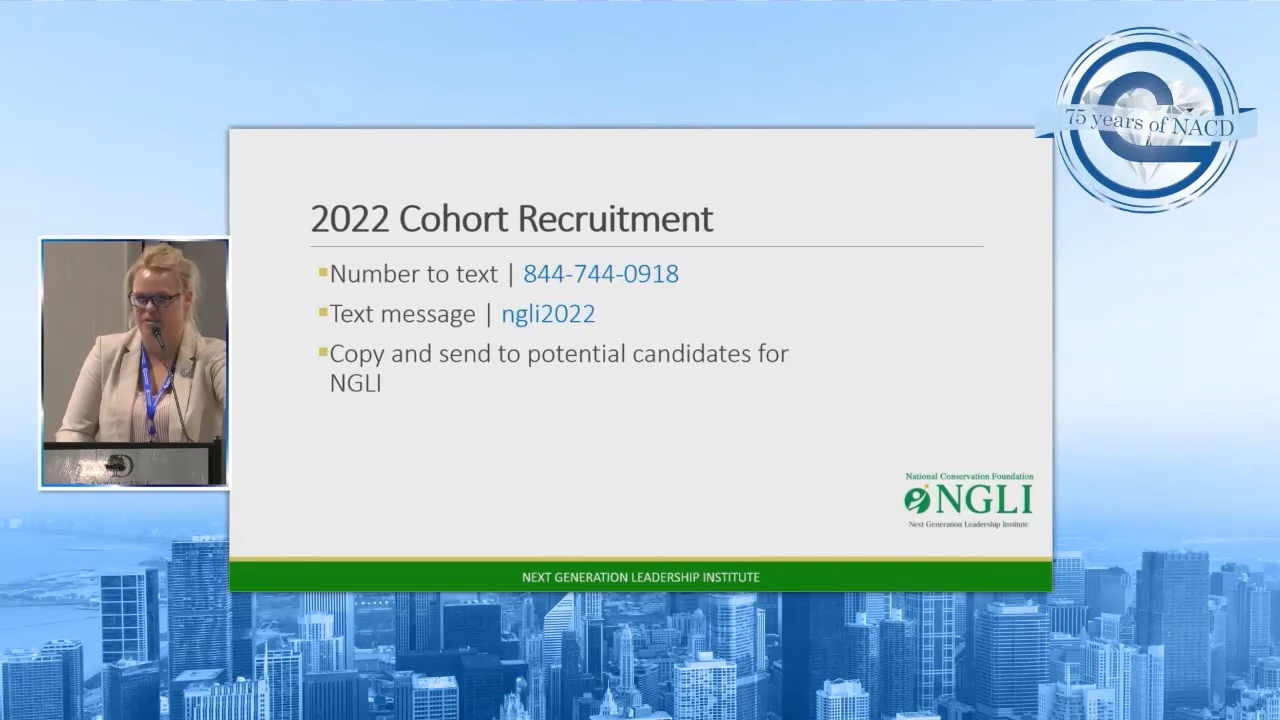 75 years of NACD
2022 Cohort Recruitment
Number to text | 844-744-0918
Text message | ngli2022
Copy and send to potential candidates for
NGLI
National Conservation Foundation
NGLI
Next Generation Leadership Institute
NEXT GENERATION LEADERSHIP INSTITUTE